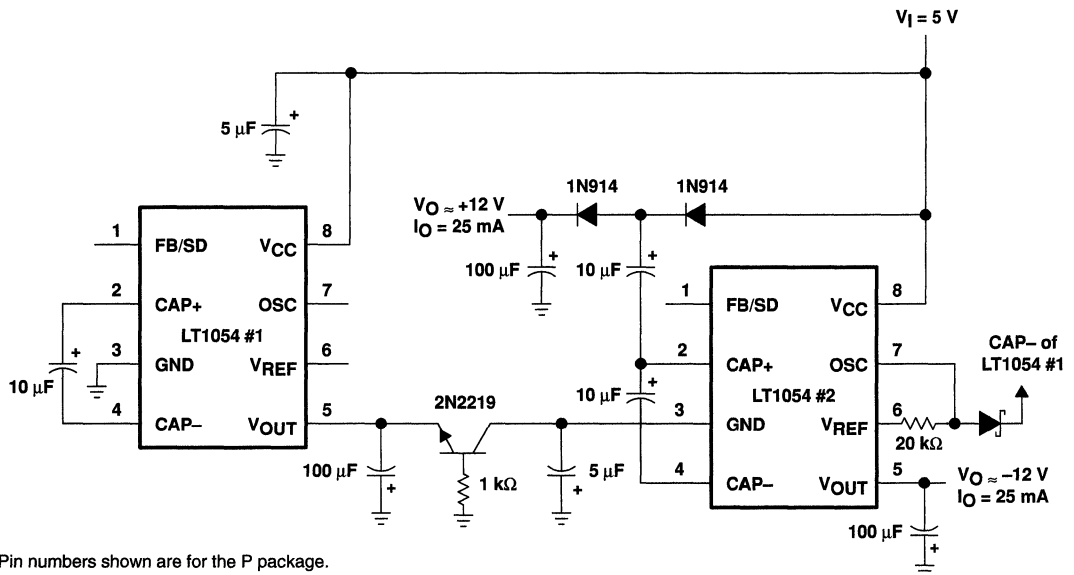 VI = 5 V
5 µF
+
1N914
1N914
VO ≈ +12 V
IO = 25 mA
100 µF
+
10 µF
+
1
FB/SD
VCC
8
2
CAP+
OSC
7
LT1054 #1
3
GND
VREF
6
4
CAP–
VOUT
5
10 µF
+
1
FB/SD
VCC
8
2
CAP+
OSC
7
LT1054 #2
3
GND
VREF
6
4
CAP–
VOUT
5
10 µF
+
CAP– of
LT1054 #1
20 kΩ
2N2219
100 µF
+
1 kΩ
5 µF
+
VO ≈ –12 V
IO = 25 mA
100 µF
+
Pin numbers shown are for the P package.